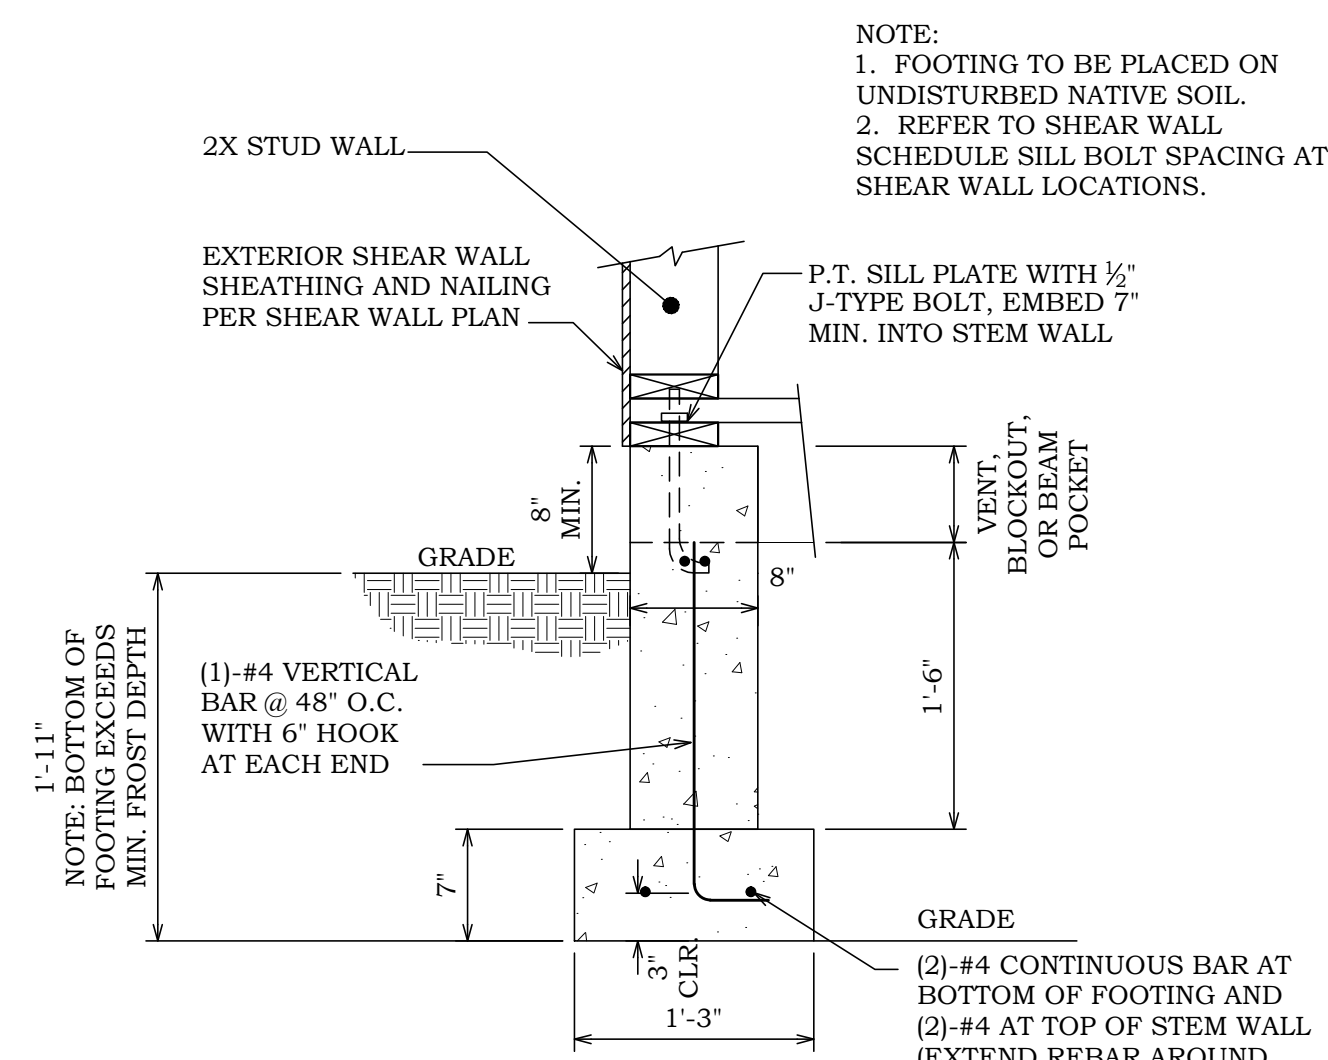 NOTE:
1. FOOTING TO BE PLACED ON
UNDISTURBED NATIVE SOIL.
2. REFER TO SHEAR WALL
SCHEDULE SILL BOLT SPACING AT
SHEAR WALL LOCATIONS.
2X STUD WALL
EXTERIOR SHEAR WALL
SHEATHING AND NAILING
PER SHEAR WALL PLAN
P.T. SILL PLATE WITH ½"
J-TYPE BOLT, EMBED 7"
MIN. INTO STEM WALL
8"
MIN.
VENT,
BLOCKOUT,
OR BEAM
POCKET
GRADE
8"
1'-11"
NOTE: BOTTOM OF
FOOTING EXCEEDS
MIN. FROST DEPTH
(1)-#4 VERTICAL
BAR @ 48" O.C.
WITH 6" HOOK
AT EACH END
1'-6"
7"
3"
CLR.
1'-3"
GRADE
(2)-#4 CONTINUOUS BAR AT
BOTTOM OF FOOTING AND
(2)-#4 AT TOP OF STEM WALL
(EXTEND REBAR AROUND